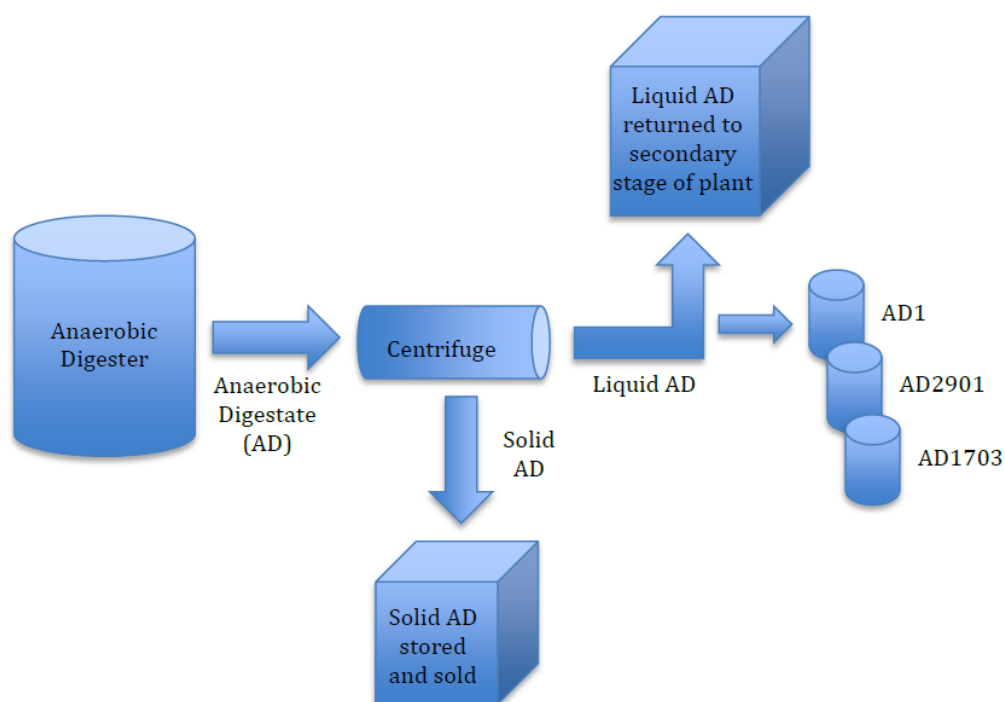 Liquid AD
returned to
secondary
stage of plant
Anaerobic
Digester
Anaerobic
Digestate
(AD)
Centrifuge
Liquid AD
AD1
AD2901
AD1703
Solid
AD
Solid AD
stored
and sold